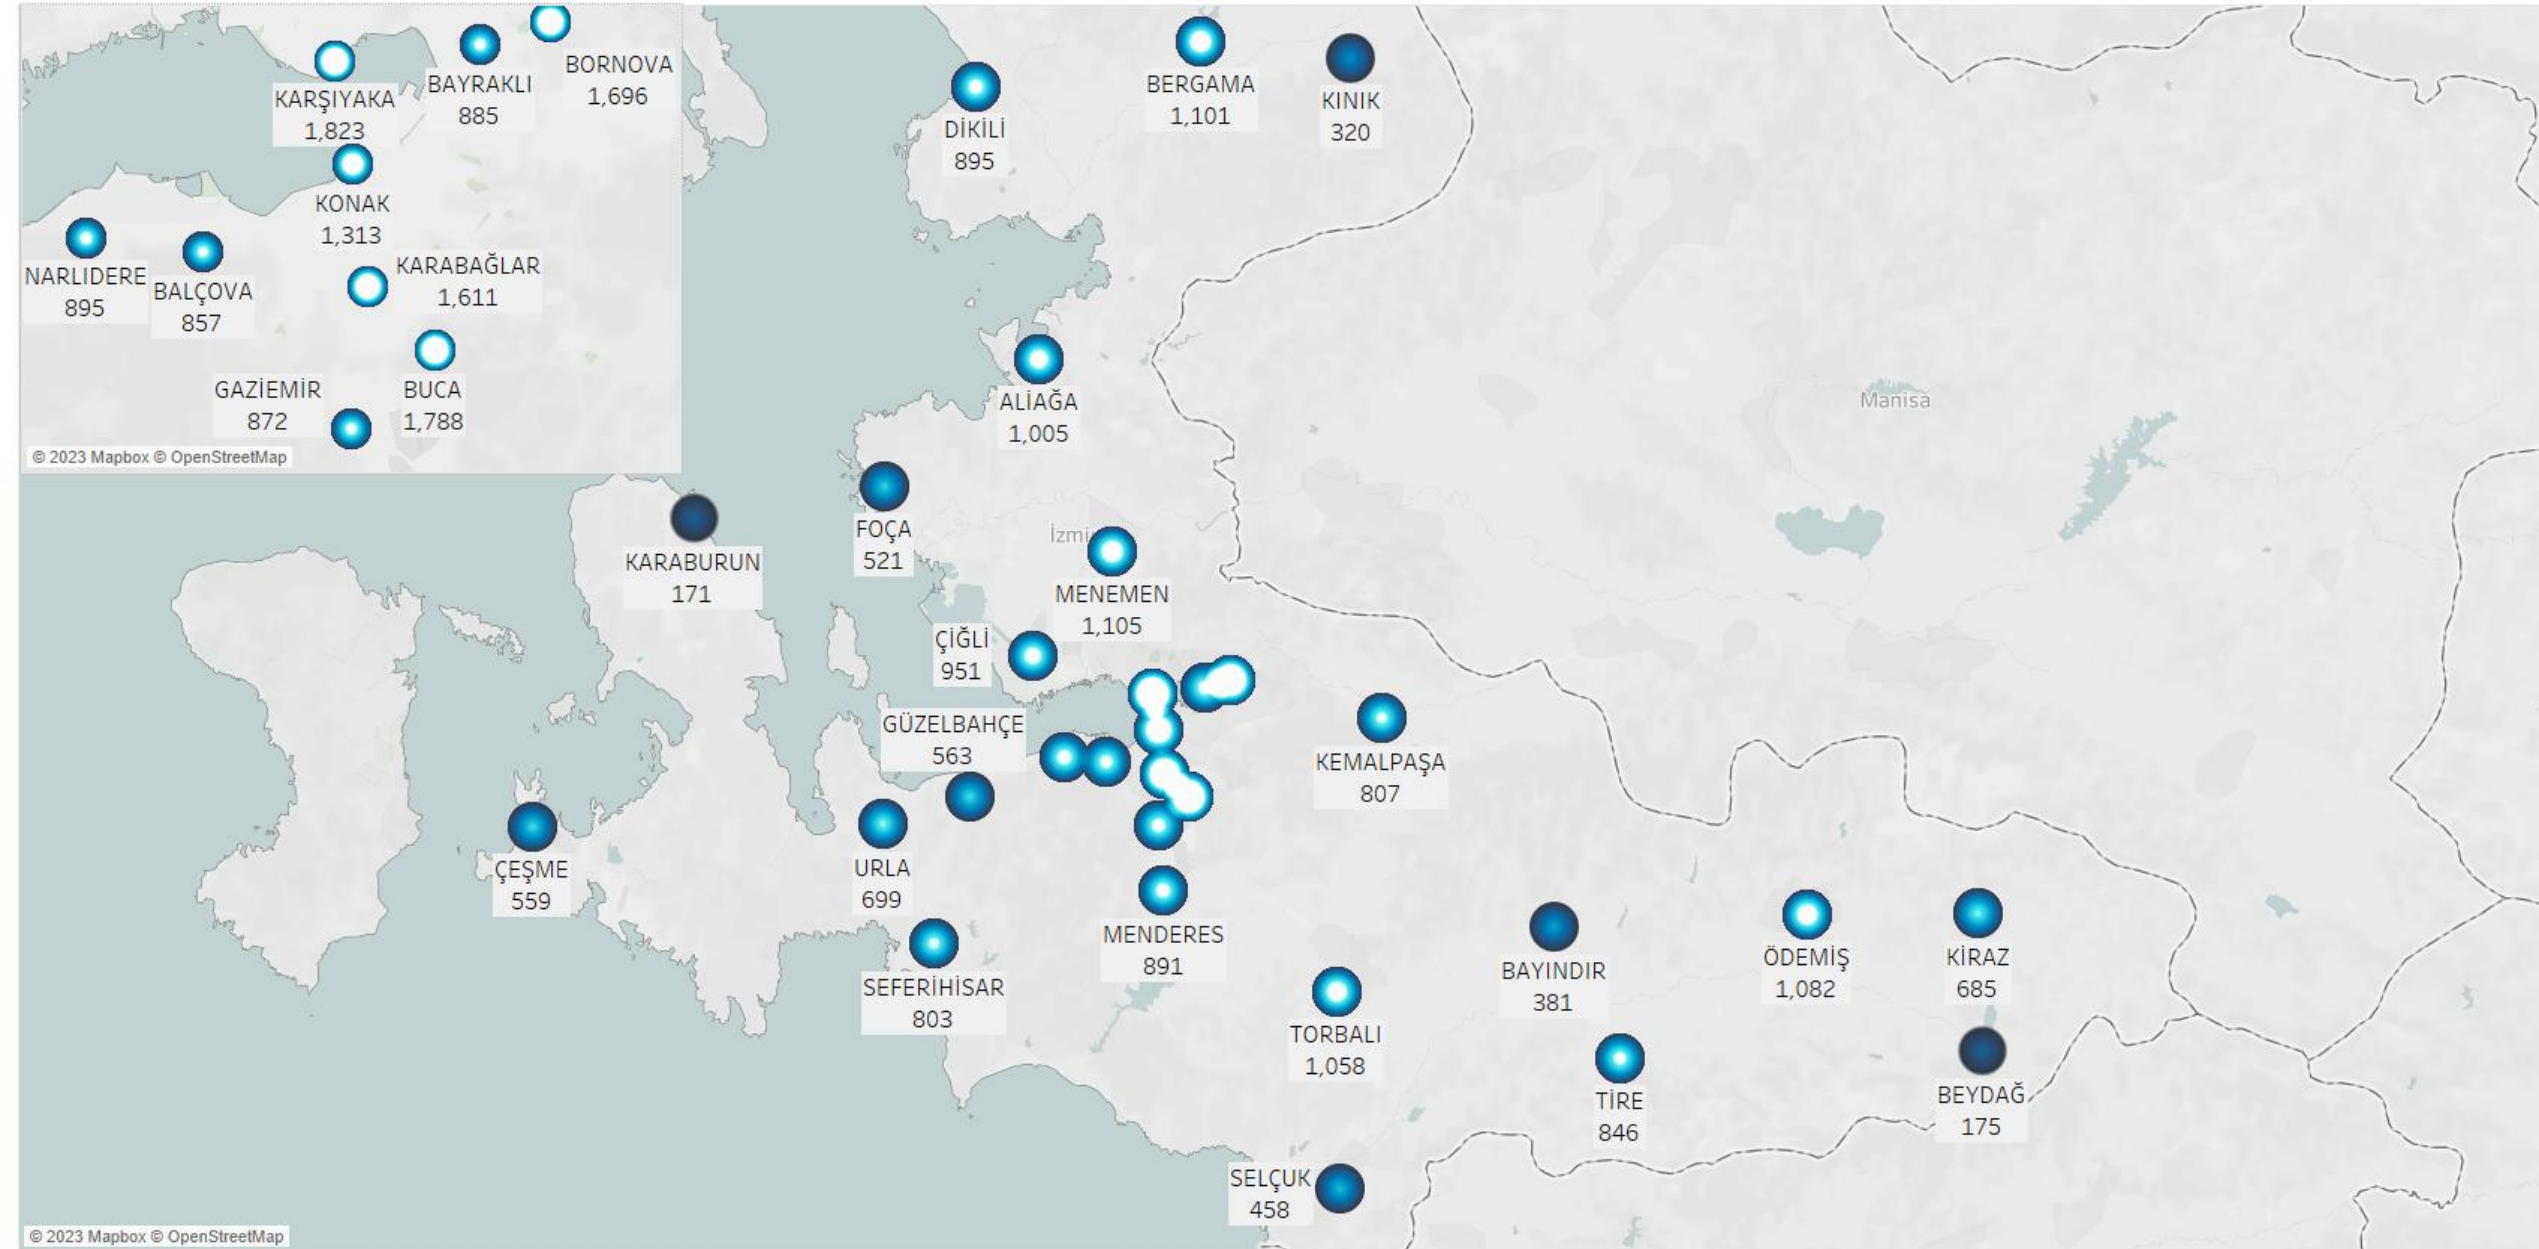 KARŞIYAKA
1,823
BAYRAKLI
885
BORNOVA
1,696
KONAK
1,313
NARLIDERE
895
BALÇOVA
857
KARABAĞLAR
1,611
GAZİEMİR
872
BUCA
1,788
© 2023 Mapbox © OpenStreetMap
DİKİLİ
895
BERGAMA
1,101
KINIK
320
ALİAĞA
1,005
Manisa
FOÇA
521
KARABURUN
171
İzmi
MENEMEN
1,105
ÇİĞLİ
951
GÜZELBAHÇE
563
KEMALPAŞA
807
ÇEŞME
559
URLA
699
SEFERİHİSAR
803
MENDERES
891
TORBALI
1,058
BAYINDIR
381
ÖDEMİŞ
1,082
KİRAZ
685
TİRE
846
BEYDAĞ
175
SELÇUK
458
© 2023 Mapbox © OpenStreetMap